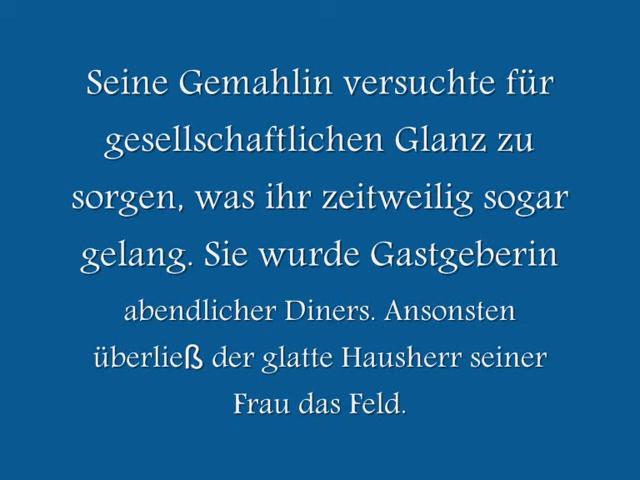 Seine Gemahlin versuchte für
gesellschaftlichen Glanz zu
sorgen, was ihr zeitweilig sogar
gelang. Sie wurde Gastgeberin
abendlicher Diners. Ansonsten
überließ der glatte Hausherr seiner
Frau das Feld.